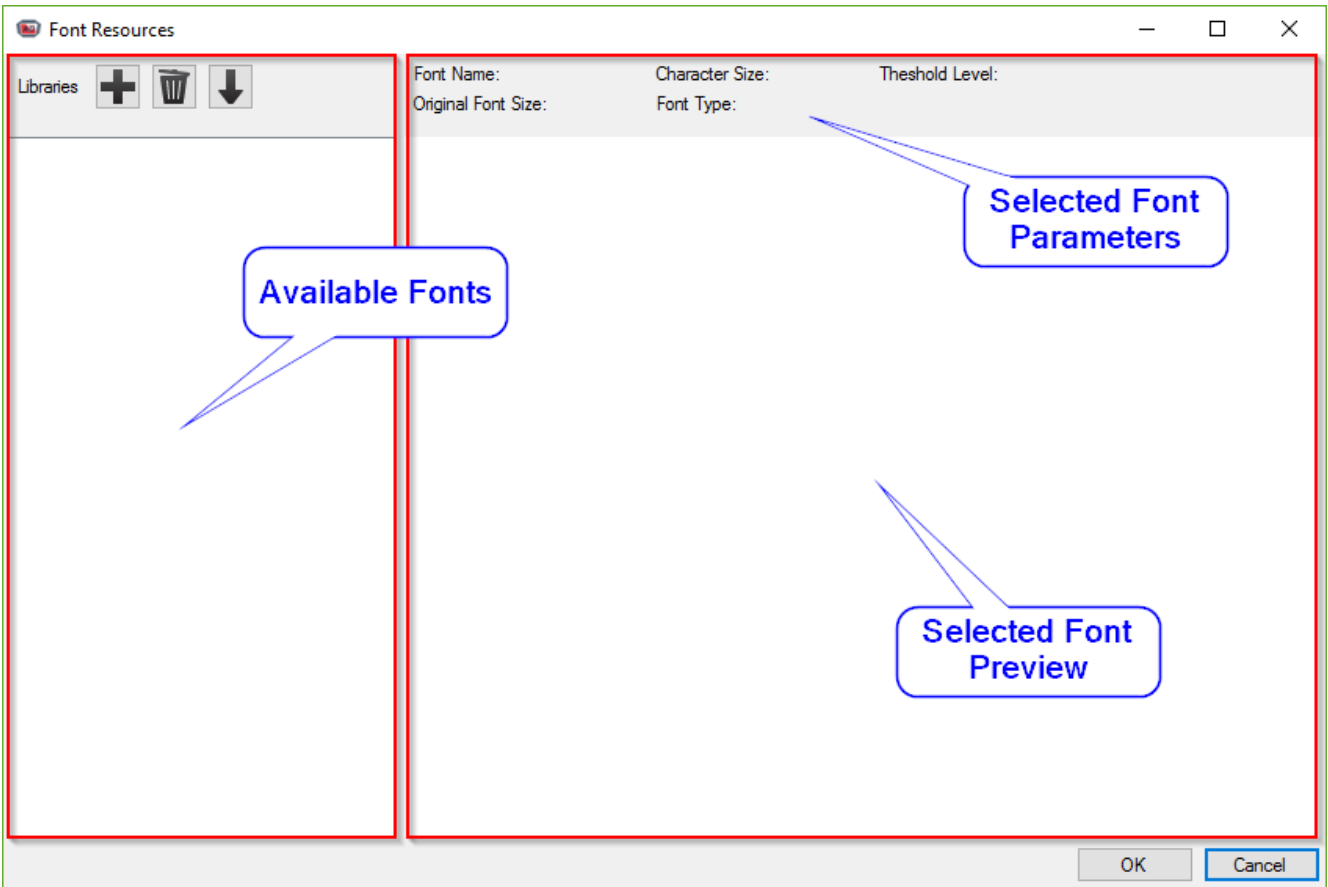 Font Resources
Libraries
Font Name: Character Size: Theshold Level:
Original Font Size: Font Type:
Selected Font
Parameters
Available Fonts
Selected Font
Preview
OK Cancel